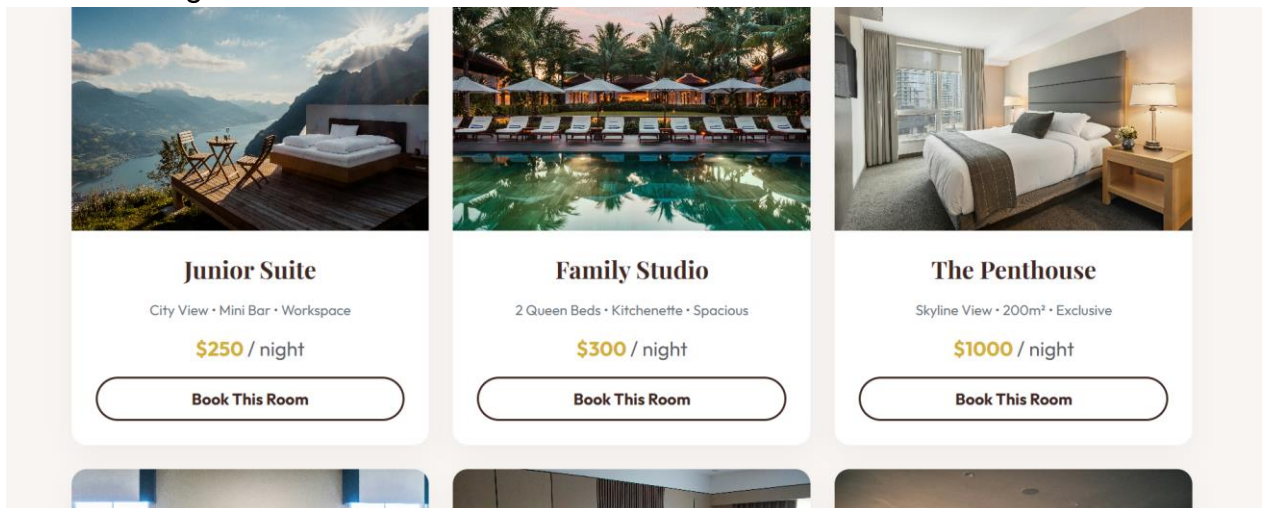 Junior Suite
City View • Mini Bar • Workspace
$250 / night
Book This Room
Family Studio
2 Queen Beds • Kitchenette • Spacious
$300 / night
Book This Room
The Penthouse
Skyline View • 200m² • Exclusive
$1000 / night
Book This Room